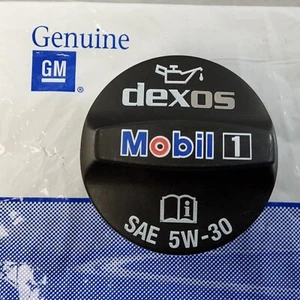 Genuine
GM
dexos
Mobil 1
SAE 5W-30